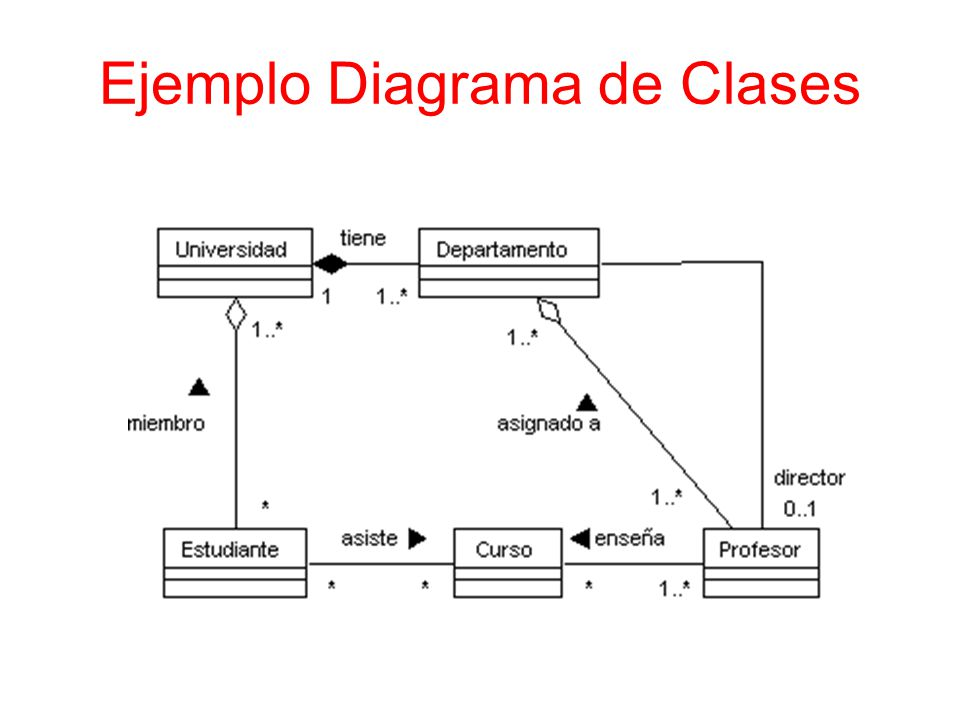 Ejemplo Diagrama de Clases
Universidad
tiene
Departamento
1
1..*
1..*
1..*
miembro
asignado a
director
*
1..*
0..1
Estudiante
asiste
Curso
enseña
Profesor
*
*
*
1..*